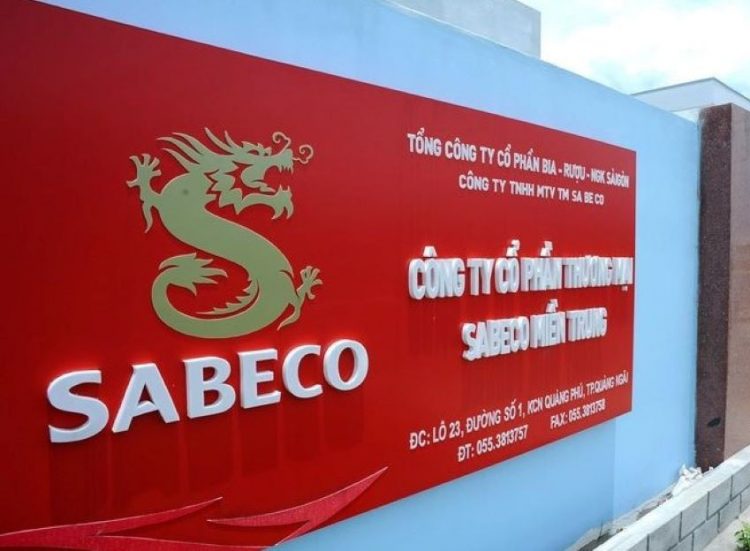 SABECO
TỔNG CÔNG TY CỔ PHẦN BIA - RƯỢU - NGK SÀIGÒN
CÔNG TY TNHH MTV TM SA BE CO
CÔNG TY CỔ PHẦN THƯƠNG MẠI
SABECO MIỀN TRUNG
ĐC: LÔ 23, ĐƯỜNG SỐ 1, KCN QUẢNG PHÚ, TP.QUẢNG NGÃI
ĐT: 055.3813757 FAX: 055.3813758